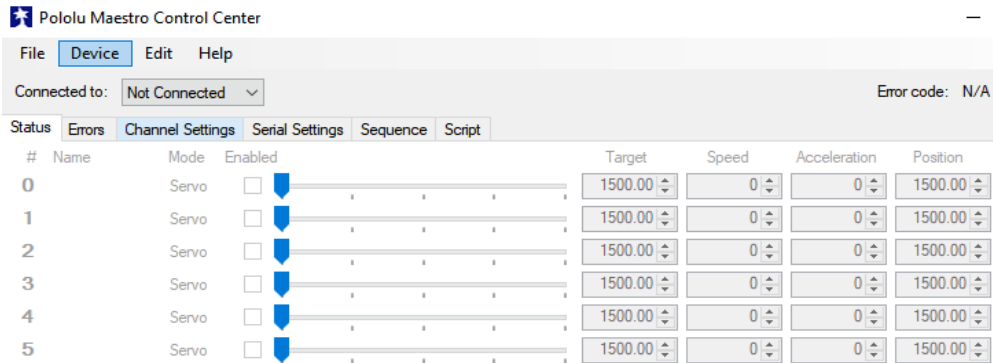 Pololu Maestro Control Center
File Device Edit Help
Connected to: Not Connected Error code: N/A
Status Errors Channel Settings Serial Settings Sequence Script
# Name Mode Enabled Target Speed Acceleration Position
0 Servo 1500.00 0 0 1500.00
1 Servo 1500.00 0 0 1500.00
2 Servo 1500.00 0 0 1500.00
3 Servo 1500.00 0 0 1500.00
4 Servo 1500.00 0 0 1500.00
5 Servo 1500.00 0 0 1500.00